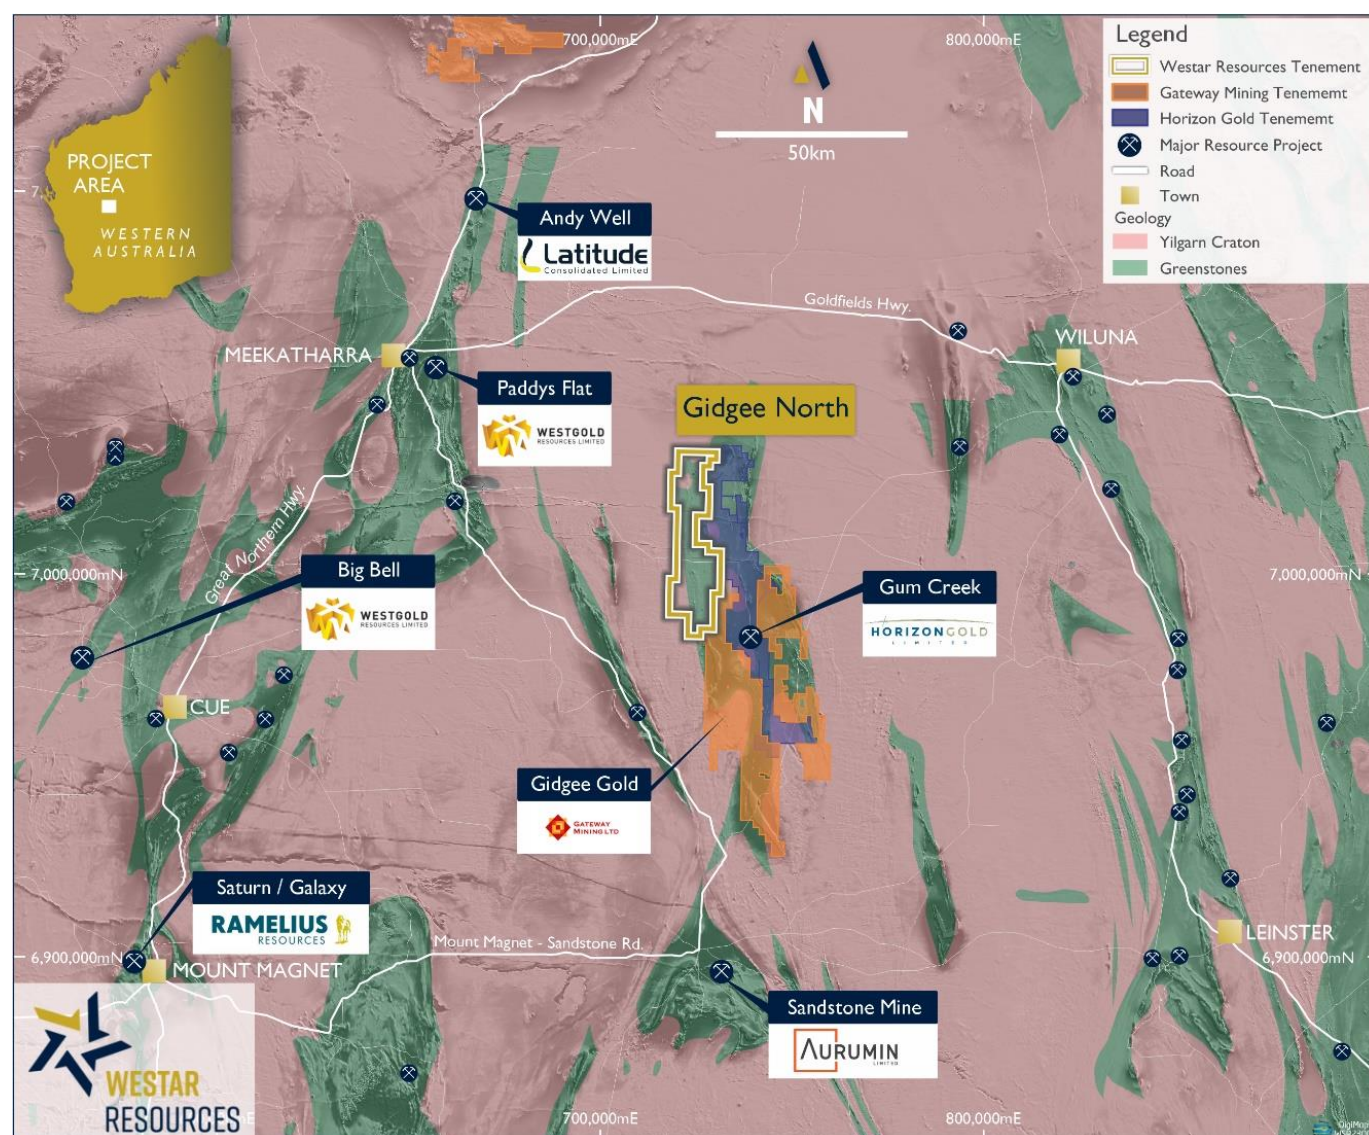 700,000mE
800,000mE
Legend
Westar Resources Tenement
Gateway Mining Tenememt
Horizon Gold Tenememt
Major Resource Project
Road
Town
Geology
Yilgarn Craton
Greenstones
N
50km
PROJECT
AREA
WESTERN
AUSTRALIA
Andy Well
Latitude
Consolidated Limited
Goldfields Hwy.
WILUNA
MEEKATHARRA
Paddys Flat
WESTGOLD
RESOURCES LIMITED
Gidgee North
Great Northern Hwy.
7,000,000mN
7,000,000mN
Big Bell
WESTGOLD
RESOURCES LIMITED
Gum Creek
HORIZONGOLD
LIMITED
CUE
Gidgee Gold
GATEWAY
MINING LTD
Saturn / Galaxy
RAMELIUS
RESOURCES
Mount Magnet - Sandstone Rd.
LEINSTER
6,900,000mN
6,900,000mN
MOUNT MAGNET
Sandstone Mine
AURUMIN
LIMITED
WESTAR
RESOURCES
700,000mE
800,000mE